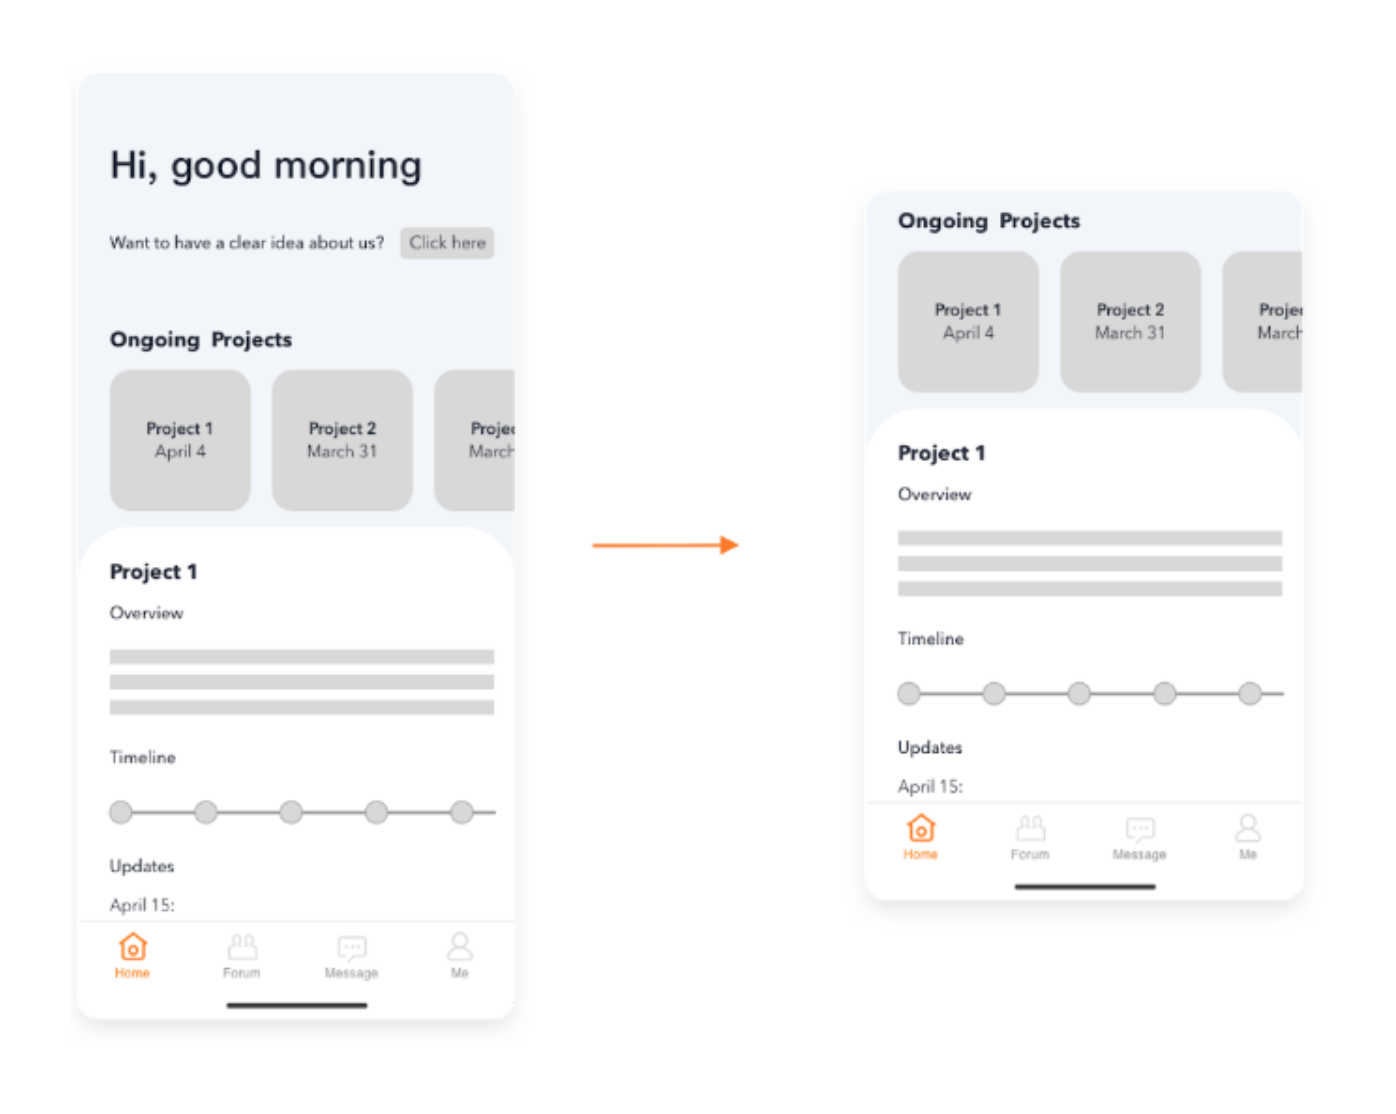 Hi, good morning
Want to have a clear idea about us? Click here
Ongoing Projects
Project 1
April 4
Project 2
March 31
Projec
March
Project 1
Overview
Timeline
Updates
April 15:
Home
Forum
Message
Me
Ongoing Projects
Project 1
April 4
Project 2
March 31
Projec
March
Project 1
Overview
Timeline
Updates
April 15:
Home
Forum
Message
Me